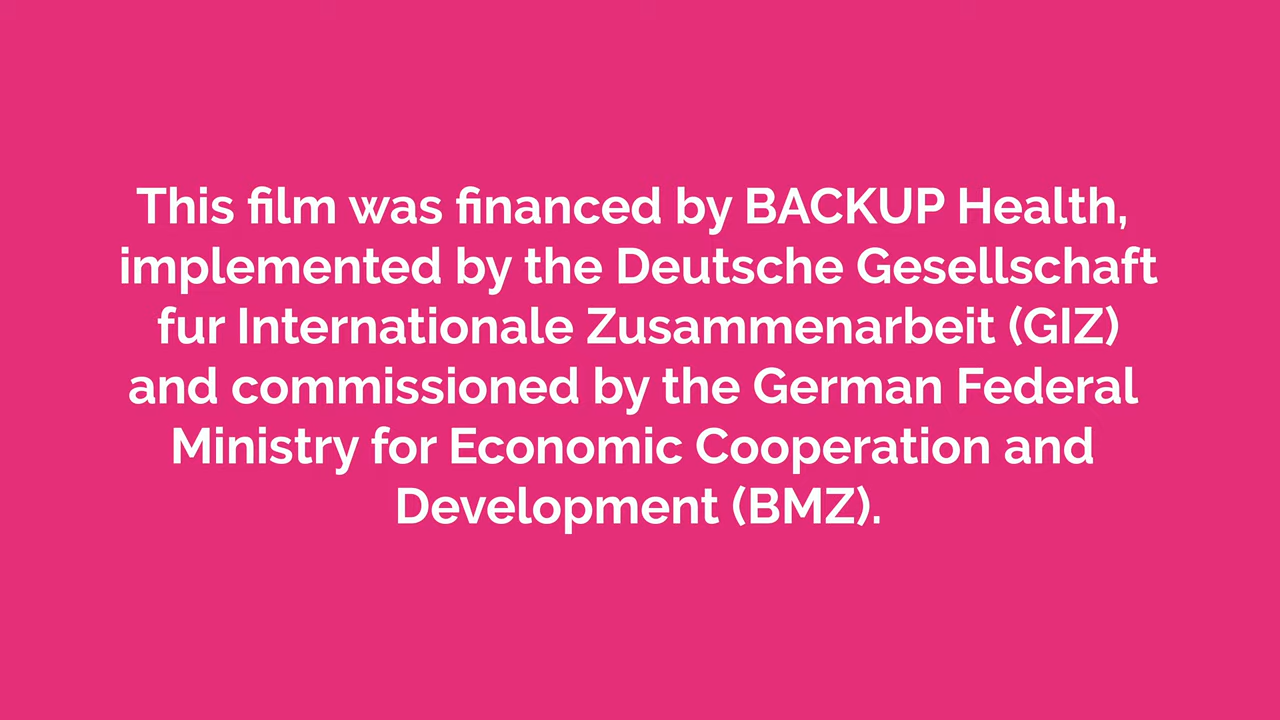 This film was financed by BACKUP Health,
implemented by the Deutsche Gesellschaft
fur Internationale Zusammenarbeit (GIZ)
and commissioned by the German Federal
Ministry for Economic Cooperation and
Development (BMZ).